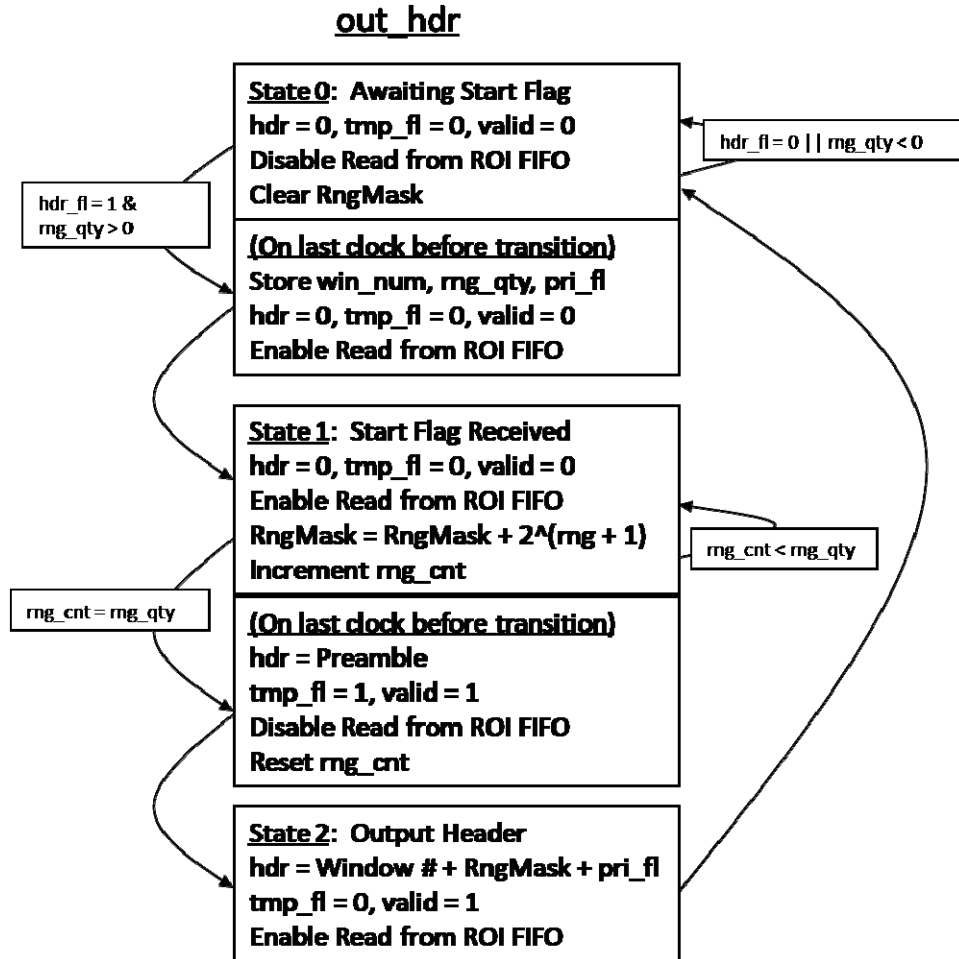 out_hdr
State 0: Awaiting Start Flag
hdr = 0, tmp_fl = 0, valid = 0
Disable Read from ROI FIFO
Clear RngMask
hdr_fl = 0 || rng_qty < 0
hdr_fl = 1 &
rng_qty > 0
(On last clock before transition)
Store win_num, rng_qty, pri_fl
hdr = 0, tmp_fl = 0, valid = 0
Enable Read from ROI FIFO
State 1: Start Flag Received
hdr = 0, tmp_fl = 0, valid = 0
Enable Read from ROI FIFO
RngMask = RngMask + 2^(rng + 1)
Increment rng_cnt
rng_cnt < rng_qty
rng_cnt = rng_qty
(On last clock before transition)
hdr = Preamble
tmp_fl = 1, valid = 1
Disable Read from ROI FIFO
Reset rng_cnt
State 2: Output Header
hdr = Window # + RngMask + pri_fl
tmp_fl = 0, valid = 1
Enable Read from ROI FIFO